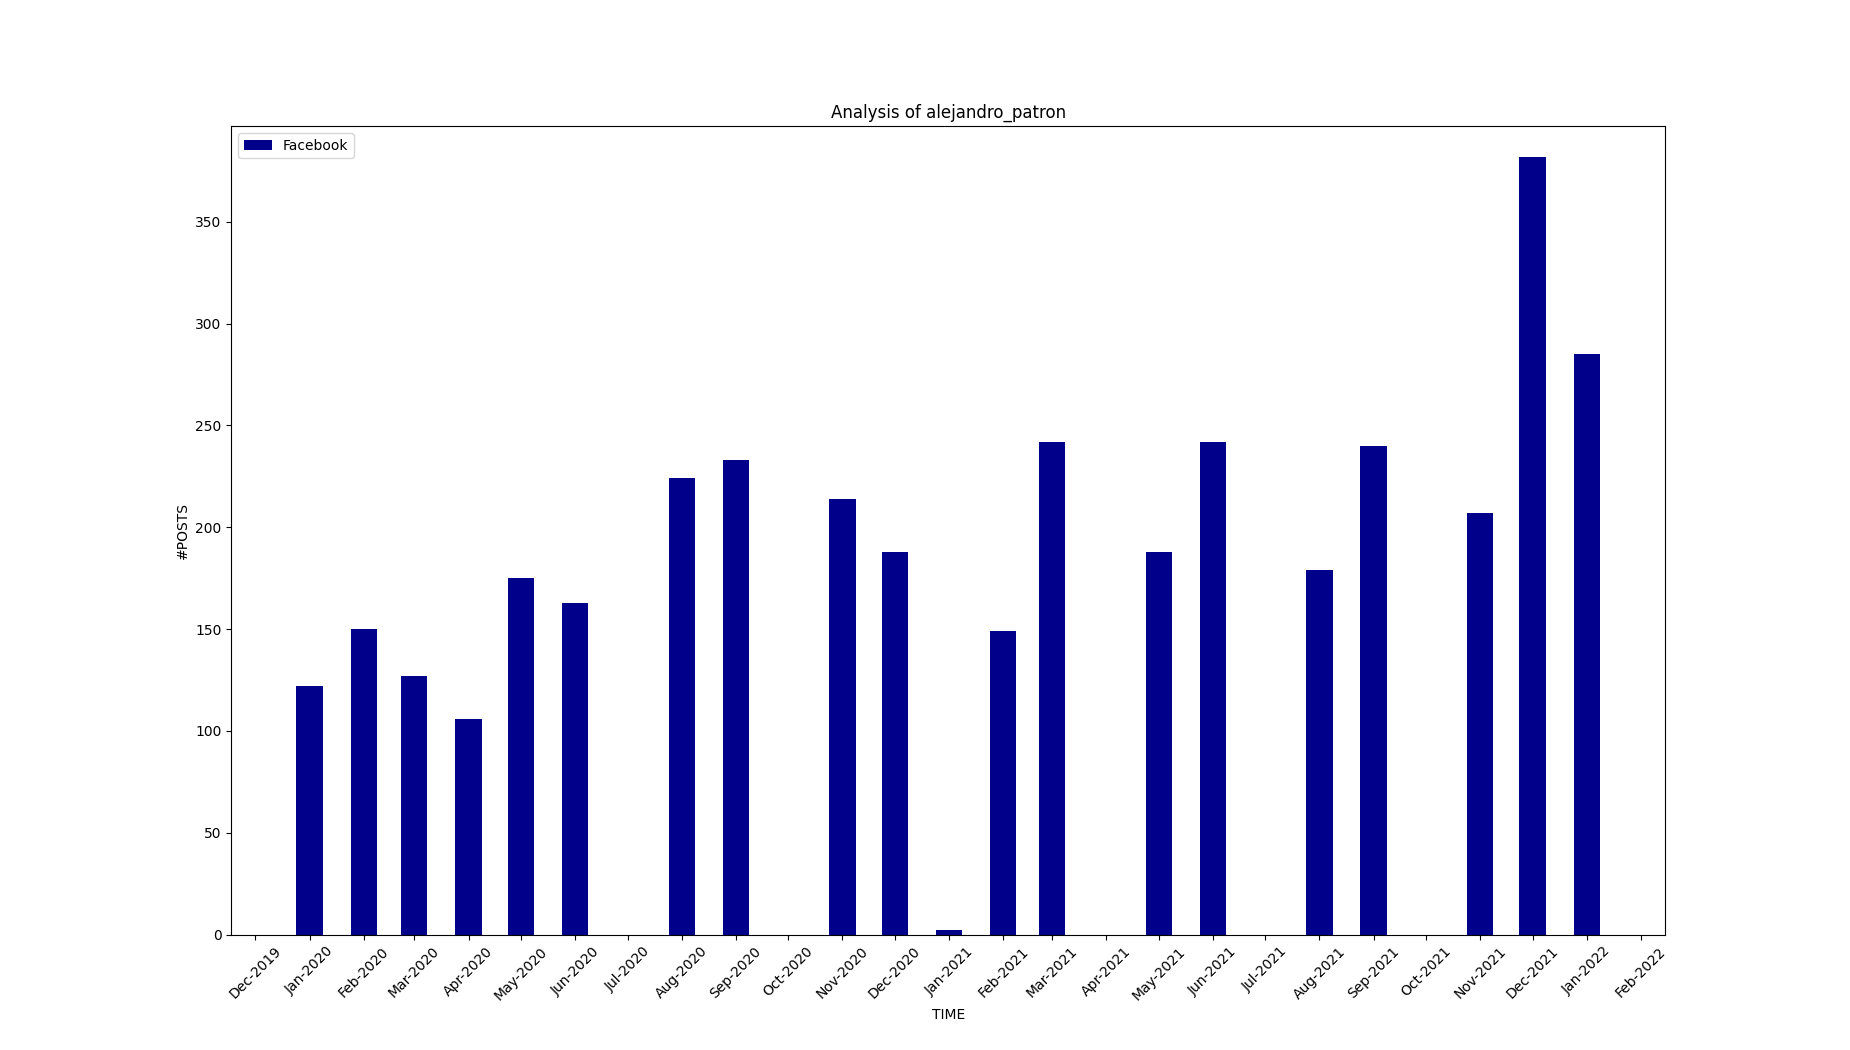 Analysis of alejandro_patron
Facebook
350
300
250
200
150
100
50
0
#POSTS
Dec-2019
Jan-2020
Feb-2020
Mar-2020
Apr-2020
May-2020
Jun-2020
Jul-2020
Aug-2020
Sep-2020
Oct-2020
Nov-2020
Dec-2020
Jan-2021
Feb-2021
Mar-2021
Apr-2021
May-2021
Jun-2021
Jul-2021
Aug-2021
Sep-2021
Oct-2021
Nov-2021
Dec-2021
Jan-2022
Feb-2022
TIME